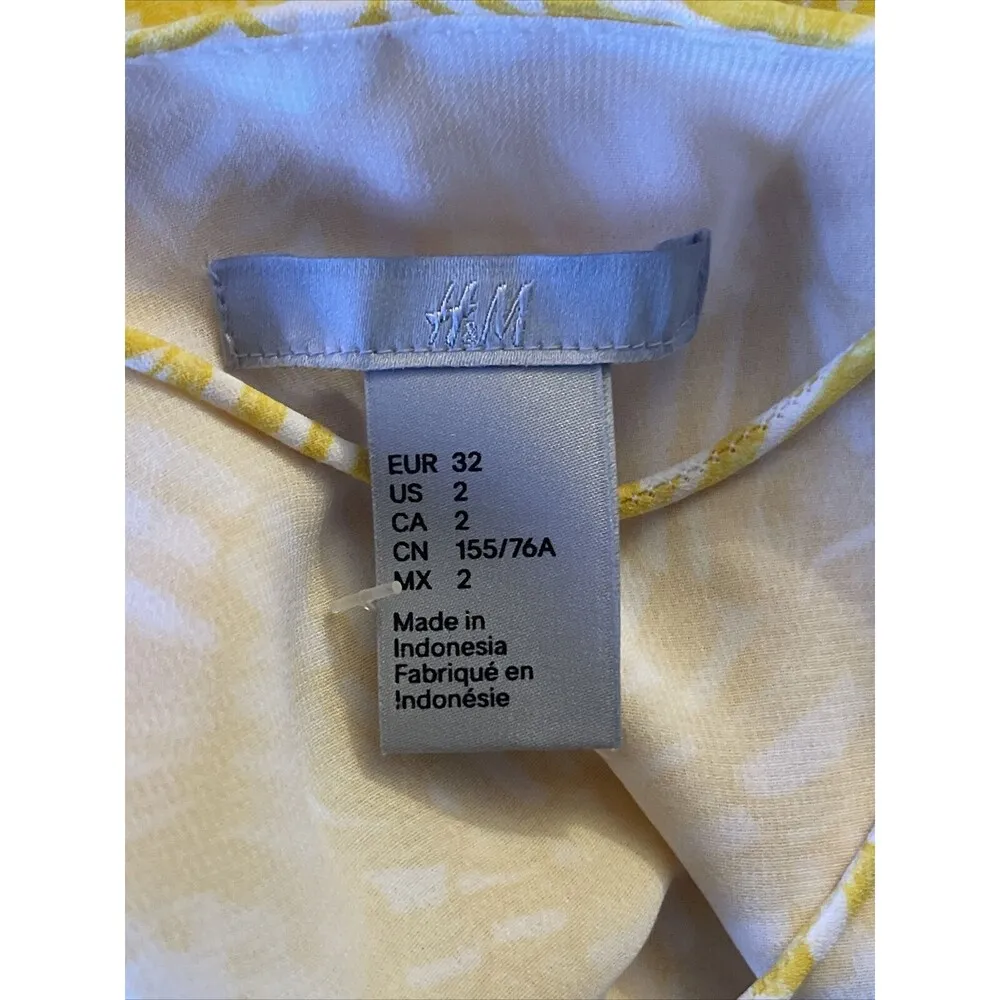 H&M
EUR 32
US 2
CA 2
CN 155/76A
MX 2
Made in
Indonesia
Fabriqué en
Indonésie